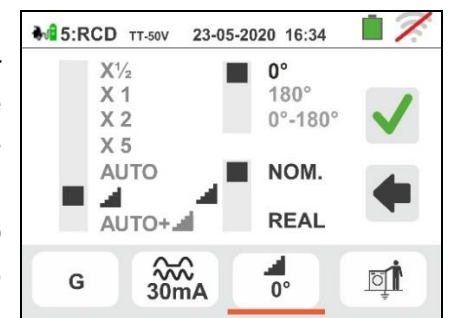 5:RCD TT-50V 23-05-2020 16:34
X½ 0°
X 1 180°
X 2 0°-180°
X 5
AUTO NOM.
AUTO+ REAL
G 30mA 0°